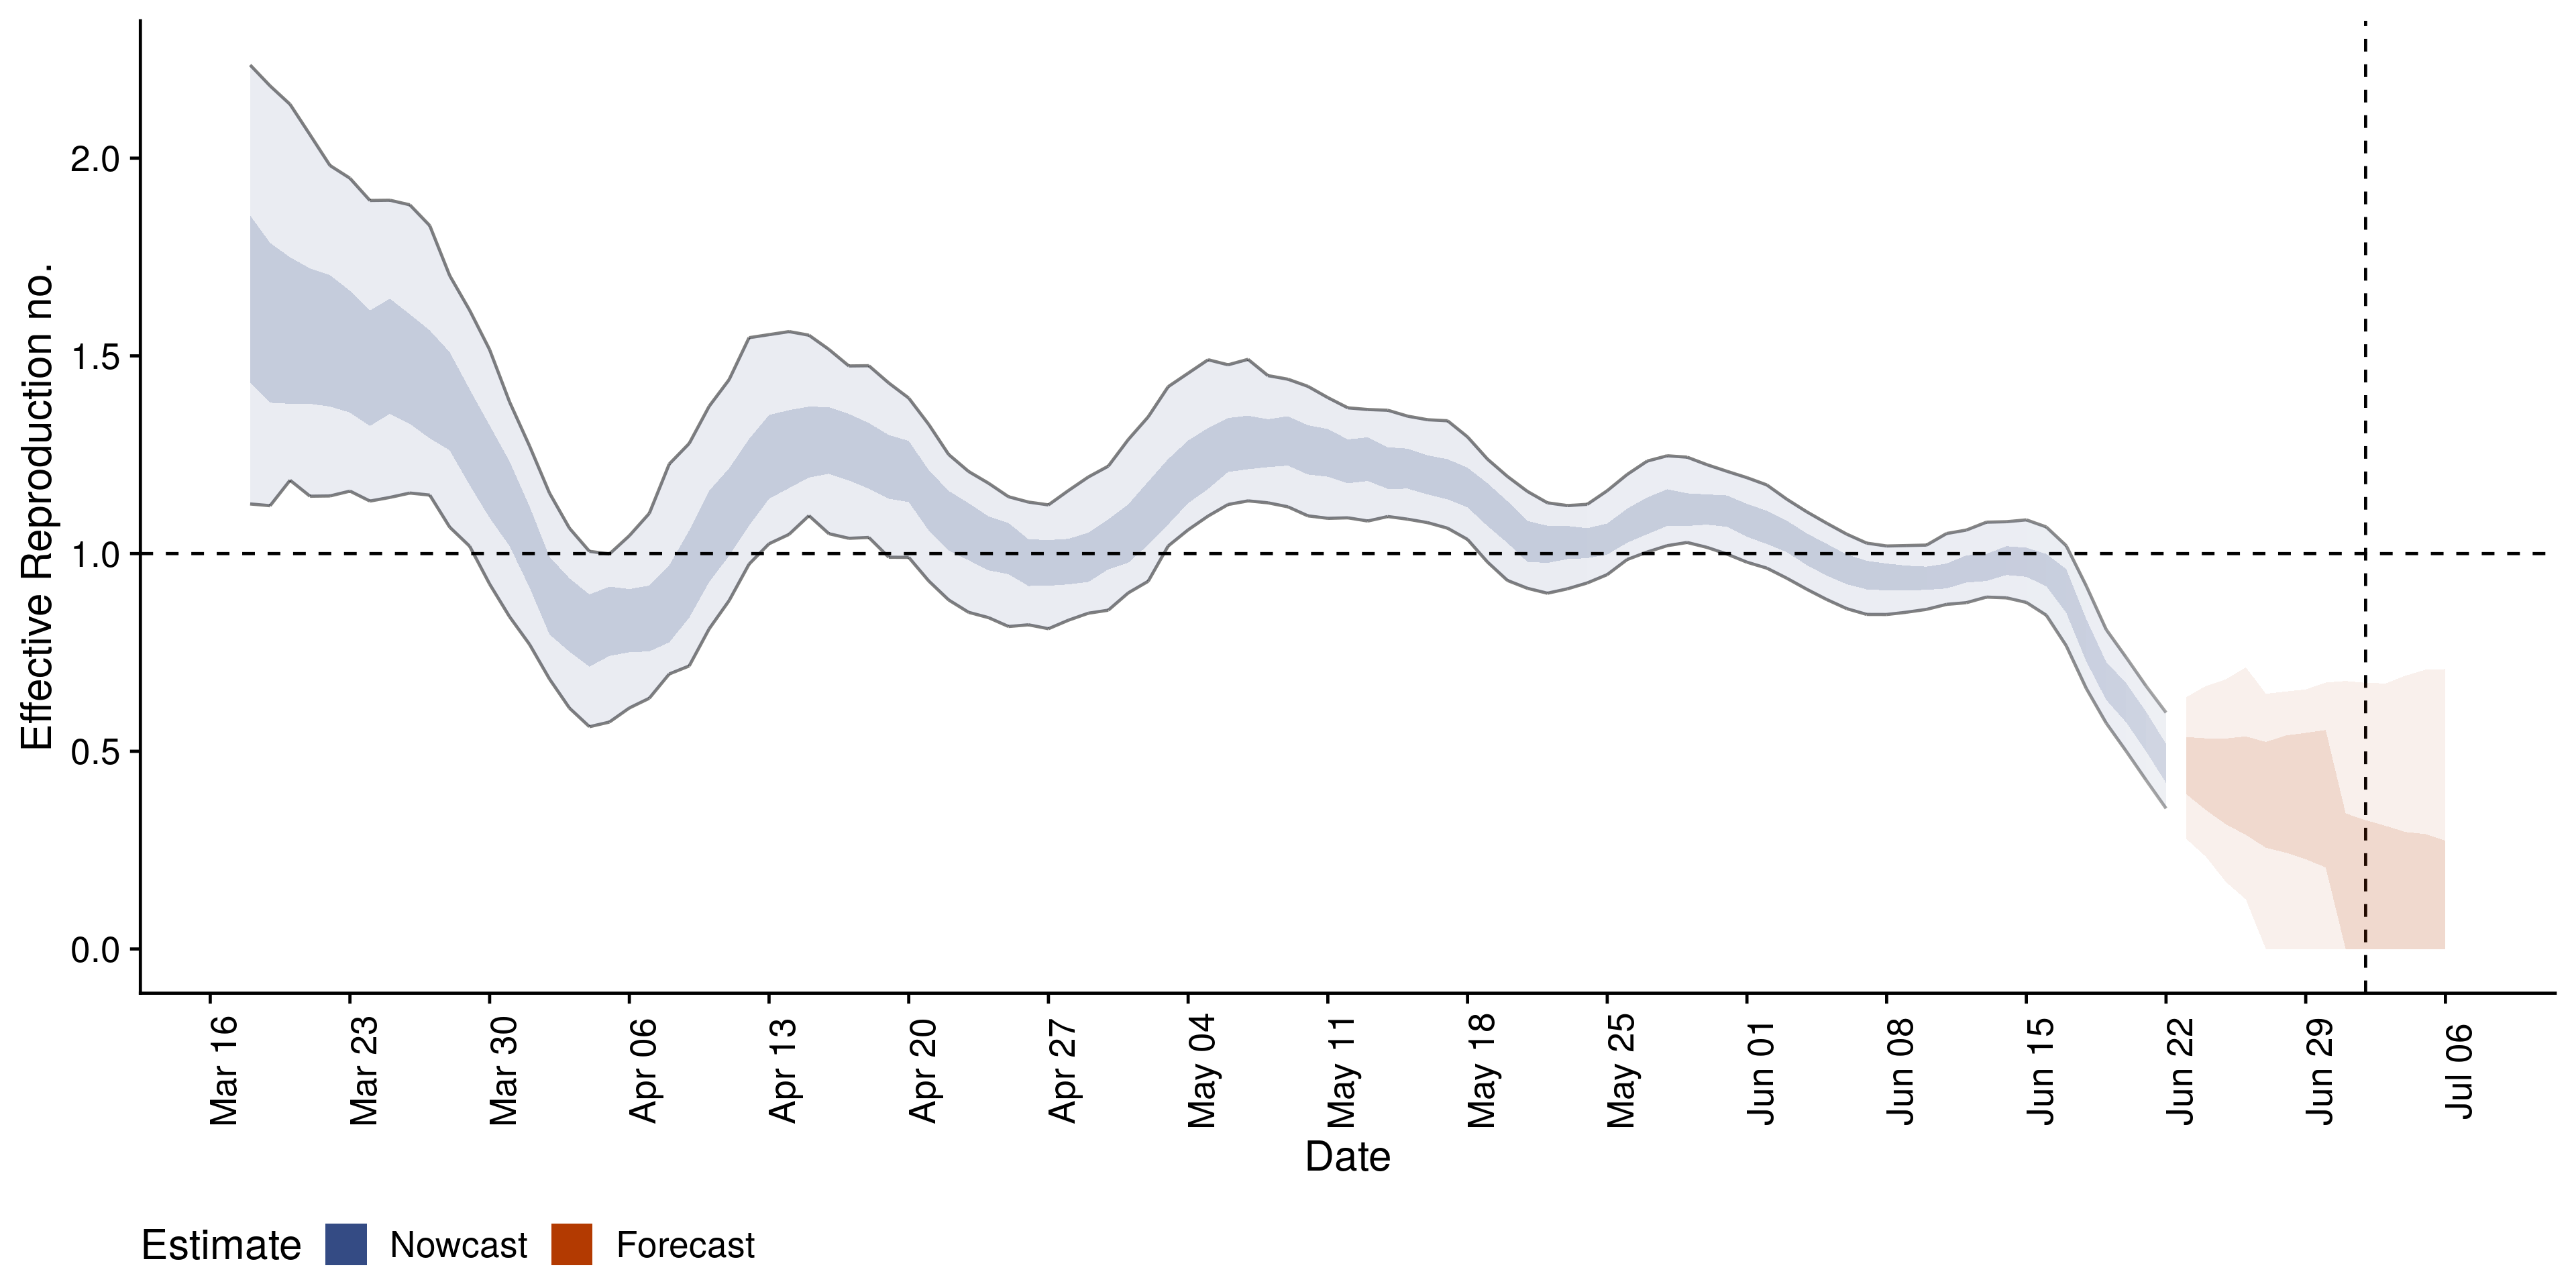 Effective Reproduction no.
2.0
1.5
1.0
0.5
0.0
Mar 16
Mar 23
Mar 30
Apr 06
Apr 13
Apr 20
Apr 27
May 04
May 11
May 18
May 25
Jun 01
Jun 08
Jun 15
Jun 22
Jun 29
Jul 06
Date
Estimate Nowcast Forecast